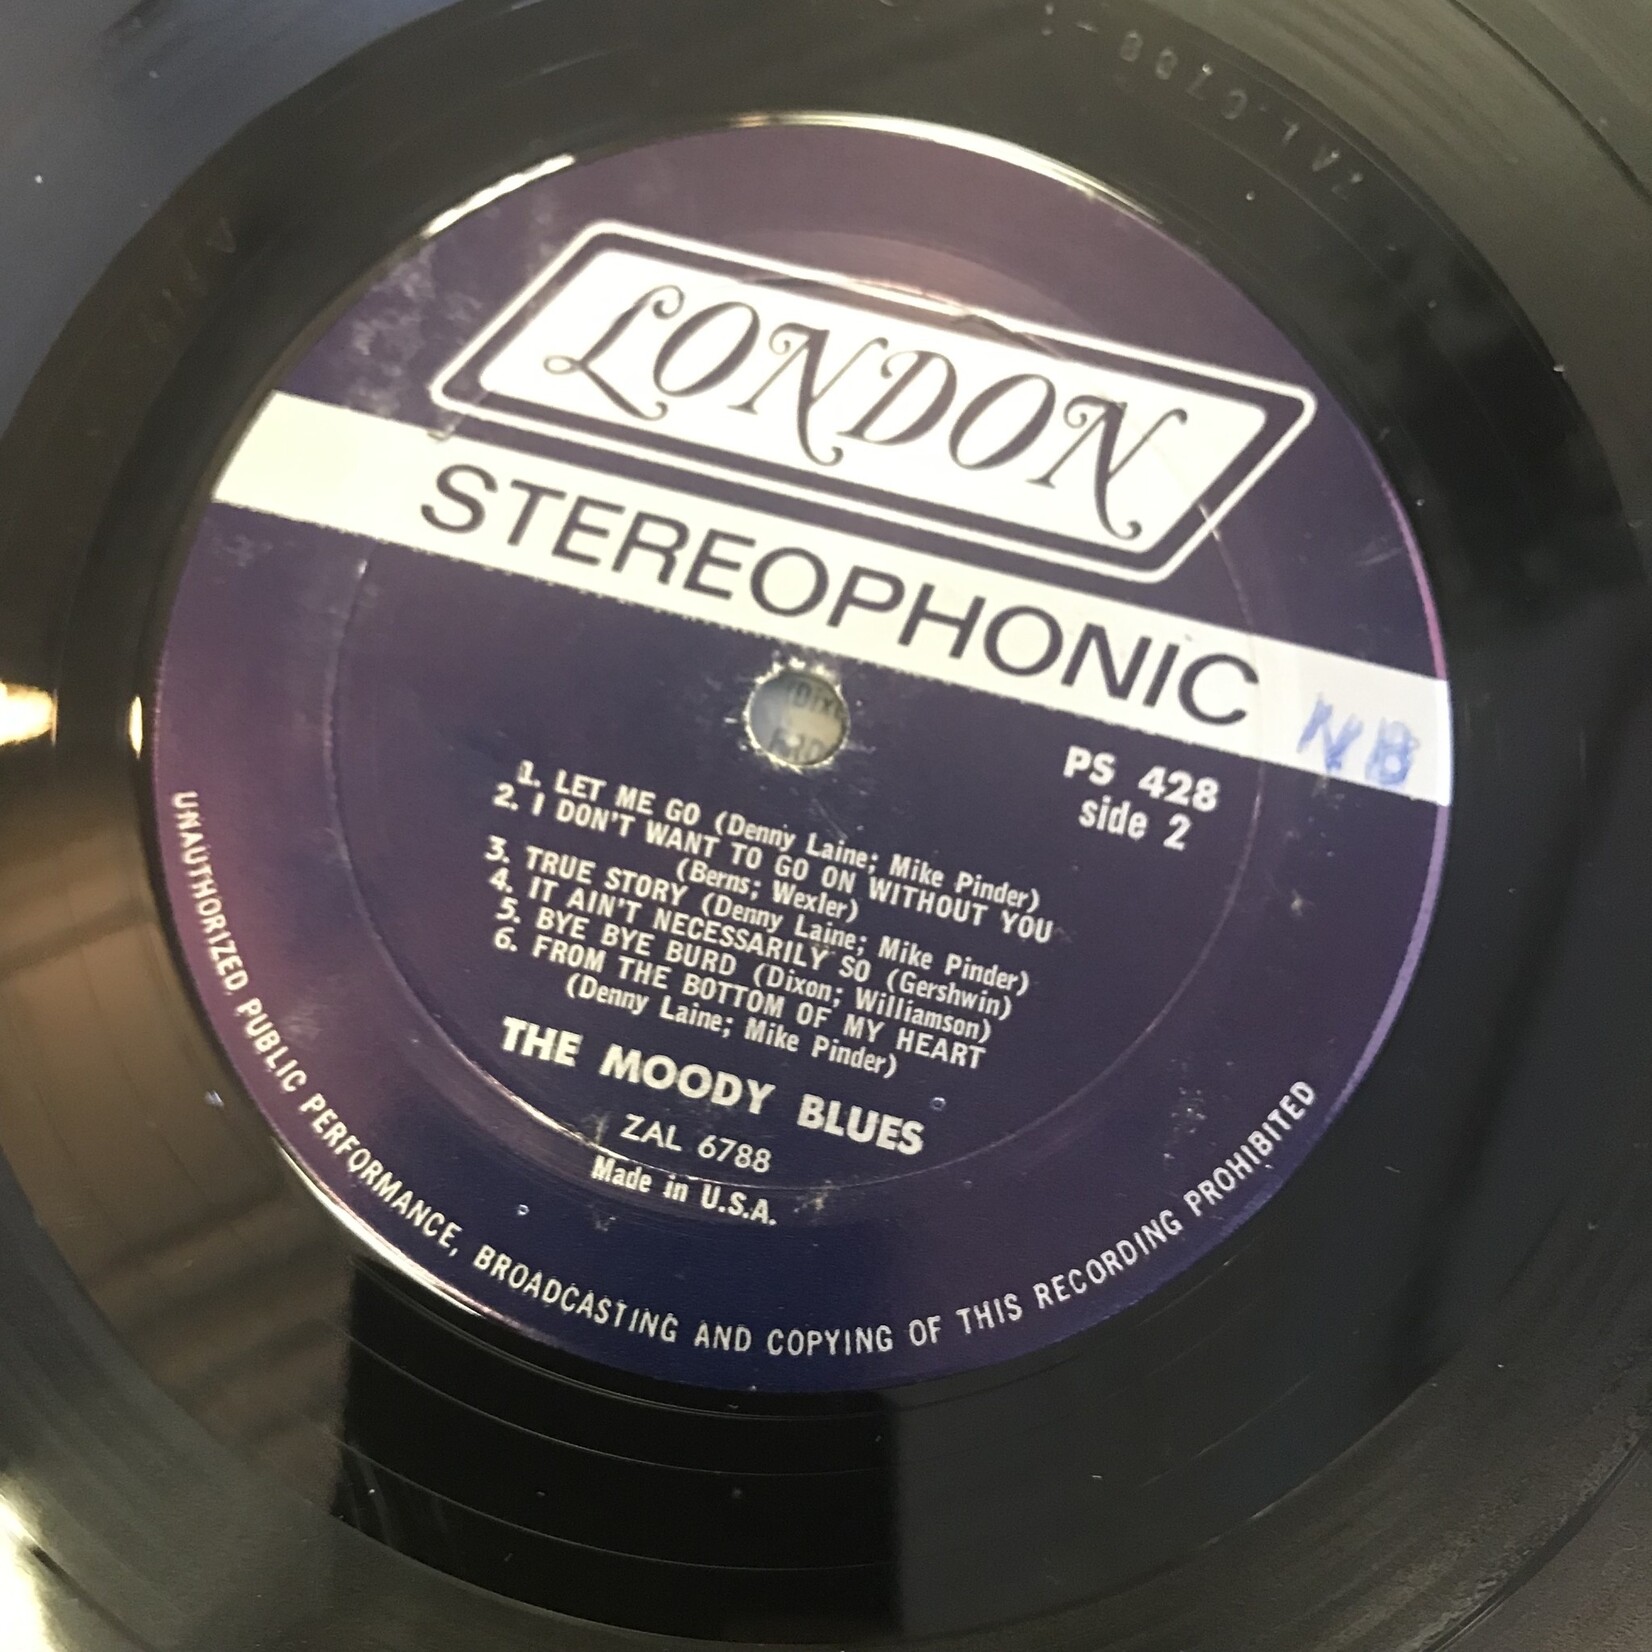 LONDON
STEREOPHONIC
NB
PS 428
side 2
1. LET ME GO (Denny Laine; Mike Pinder)
2. I DON'T WANT TO GO ON WITHOUT YOU
(Berns; Wexler)
3. TRUE STORY (Denny Laine; Mike Pinder)
4. IT AIN'T NECESSARILY SO (Gershwin)
5. BYE BYE BURD (Dixon; Williamson)
6. FROM THE BOTTOM OF MY HEART
(Denny Laine; Mike Pinder)
THE MOODY BLUES
ZAL 6788
Made in U.S.A.
UNAUTHORIZED PUBLIC PERFORMANCE, BROADCASTING AND COPYING OF THIS RECORDING PROHIBITED